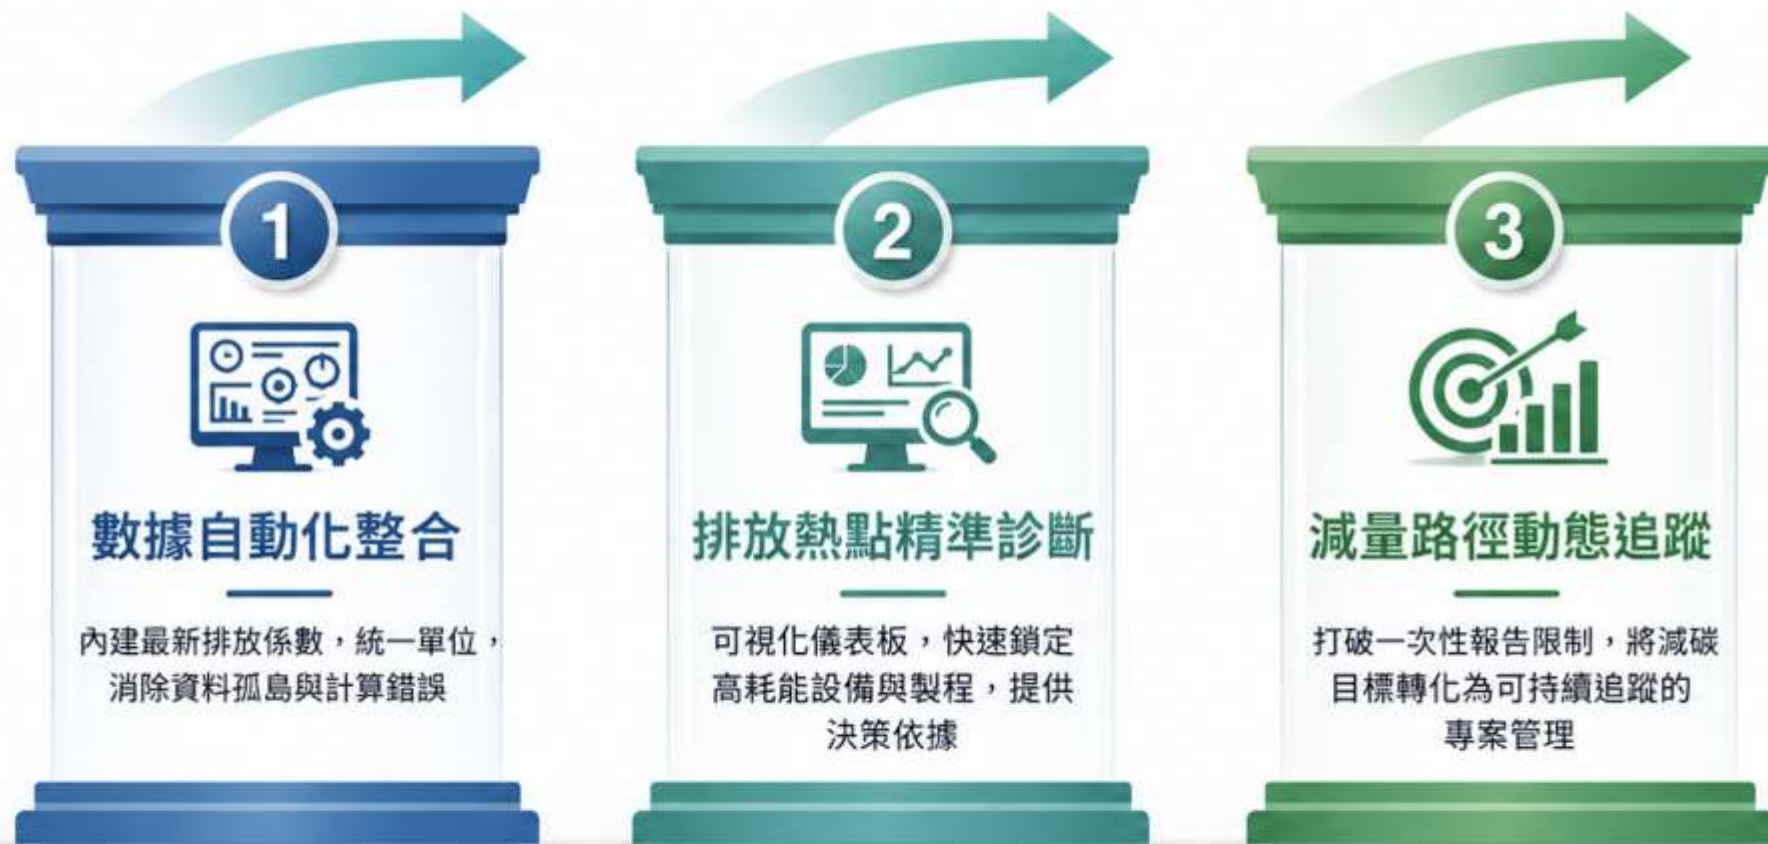 1
數據自動化整合
內建最新排放係數，統一單位，
消除資料孤島與計算錯誤
2
排放熱點精準診斷
可視化儀表板，快速鎖定
高耗能設備與製程，提供
決策依據
3
減量路徑動態追蹤
打破一次性報告限制，將減碳
目標轉化為可持續追蹤的
專案管理